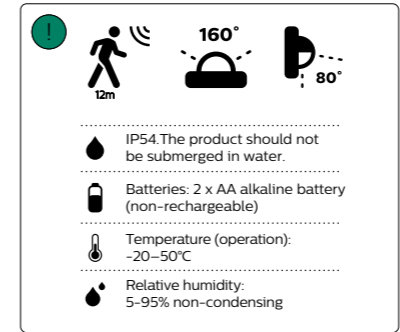 !
160°
80°
12m
IP54.The product should not
be submerged in water.
Batteries: 2 x AA alkaline battery
(non-rechargeable)
Temperature (operation):
-20–50°C
Relative humidity:
5-95% non-condensing